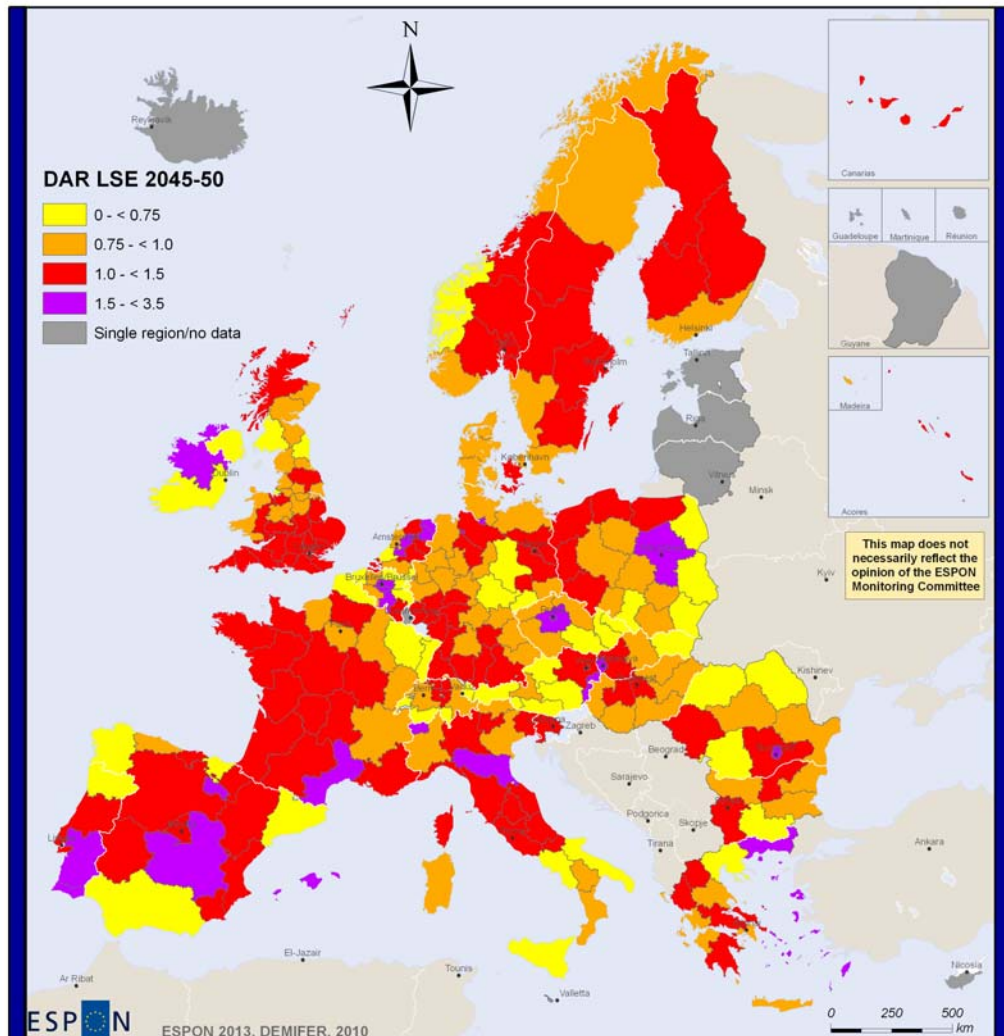 N
Reykjavik
DAR LSE 2045-50
0 - < 0.75
0.75 - < 1.0
1.0 - < 1.5
1.5 - < 3.5
Single region/no data
Canarias
Guadeloupe
Martinique
Réunion
Guyane
Madeira
Acores
This map does not
necessarily reflect the
opinion of the ESPON
Monitoring Committee
Helsinki
Tallinn
Riga
Vilnius
Minsk
København
Dublin
Kyiv
Kishinev
Zagreb
Beograd
Sarajevo
Podgorica
Skopje
Tirana
Ankara
El-Jazair
Ar Ribat
Tounis
Valletta
Nicosia
ESPON
ESPON 2013, DEMIFER, 2010
0 250 500
km